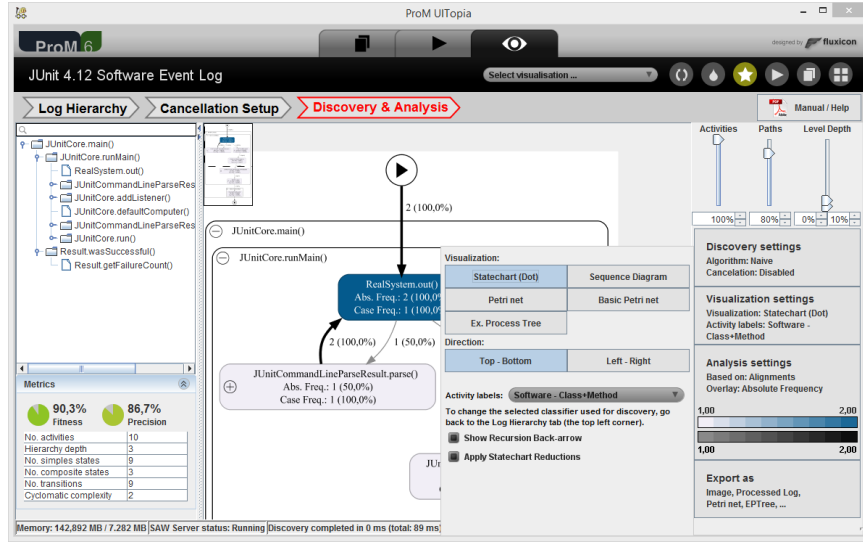 ProM UITopia
ProM 6
designed by fluxicon
JUnit 4.12 Software Event Log
Select visualisation ...
Log Hierarchy
Cancellation Setup
Discovery & Analysis
Manual / Help
JUnitCore.main()
JUnitCore.runMain()
RealSystem.out()
JUnitCommandLineParseRes
JUnitCore.addListener()
JUnitCore.defaultComputer()
JUnitCommandLineParseRes
JUnitCore.run()
Result.wasSuccessful()
Result.getFailureCount()
Metrics
90,3%
Fitness
86,7%
Precision
No. activities 10
Hierarchy depth 3
No. simples states 9
No. composite states 3
No. transitions 9
Cyclomatic complexity 2
2 (100,0%)
JUnitCore.main()
JUnitCore.runMain()
RealSystem.out()
Abs. Freq.: 2 (100,0%
Case Freq.: 1 (100,0%
2 (100,0%)
1 (50,0%)
JUnitCommandLineParseResult.parse()
Abs. Freq.: 1 (50,0%)
Case Freq.: 1 (100,0%)
Visualization:
Statechart (Dot)
Sequence Diagram
Petri net
Basic Petri net
Ex. Process Tree
Direction:
Top - Bottom
Left - Right
Activity labels:
Software - Class+Method
To change the selected classifier used for discovery, go
back to the Log Hierarchy tab (the top left corner).
Show Recursion Back-arrow
Apply Statechart Reductions
Activities
Paths
Level Depth
100%
80%
0%
10%
Discovery settings
Algorithm: Naive
Cancelation: Disabled
Visualization settings
Visualization: Statechart (Dot)
Activity labels: Software -
Class+Method
Analysis settings
Based on: Alignments
Overlay: Absolute Frequency
1,00
2,00
1,00
2,00
Export as
Image, Processed Log,
Petri net, EPTree, ...
Memory: 142,892 MB / 7.282 MB
SAW Server status: Running
Discovery completed in 0 ms (total: 89 ms